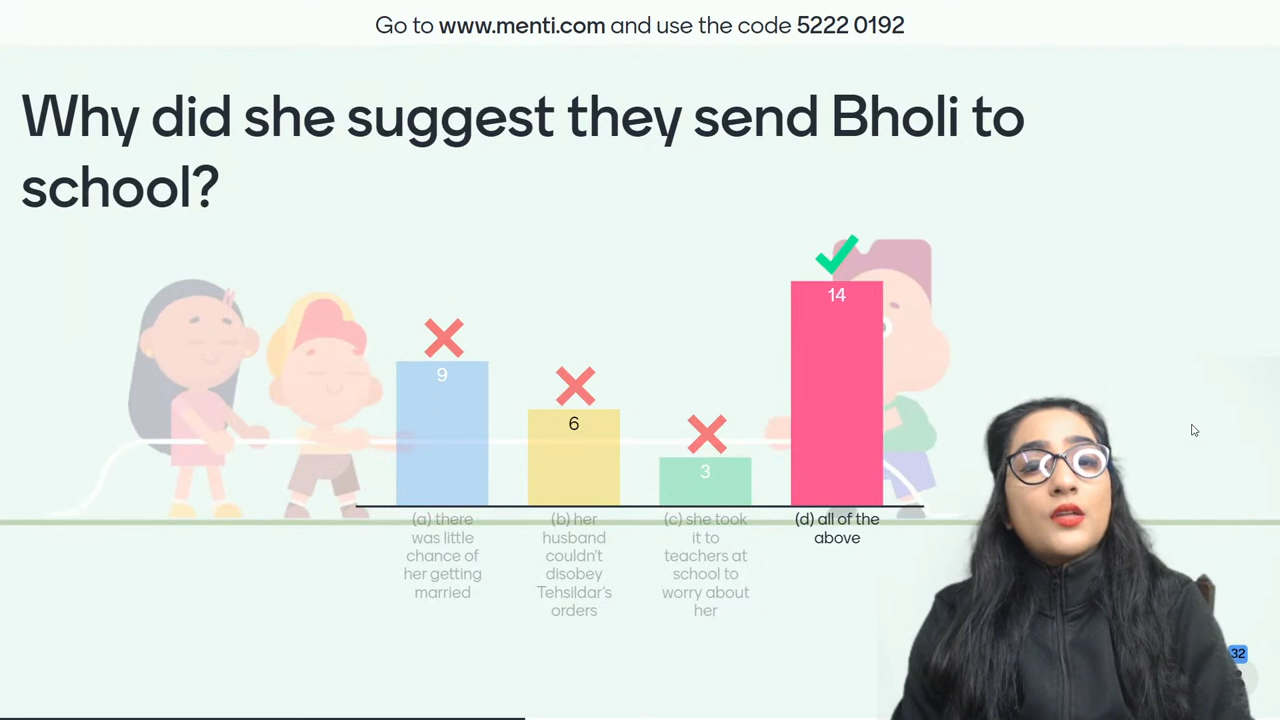 Go to www.menti.com and use the code 5222 0192
Why did she suggest they send Bholi to
school?
14
9
6
3
(a) there
was little
chance of
her getting
married
(b) her
husband
couldn't
disobey
Tehsildar's
orders
(c) she took
it to
teachers at
school to
worry about
her
(d) all of the
above
32